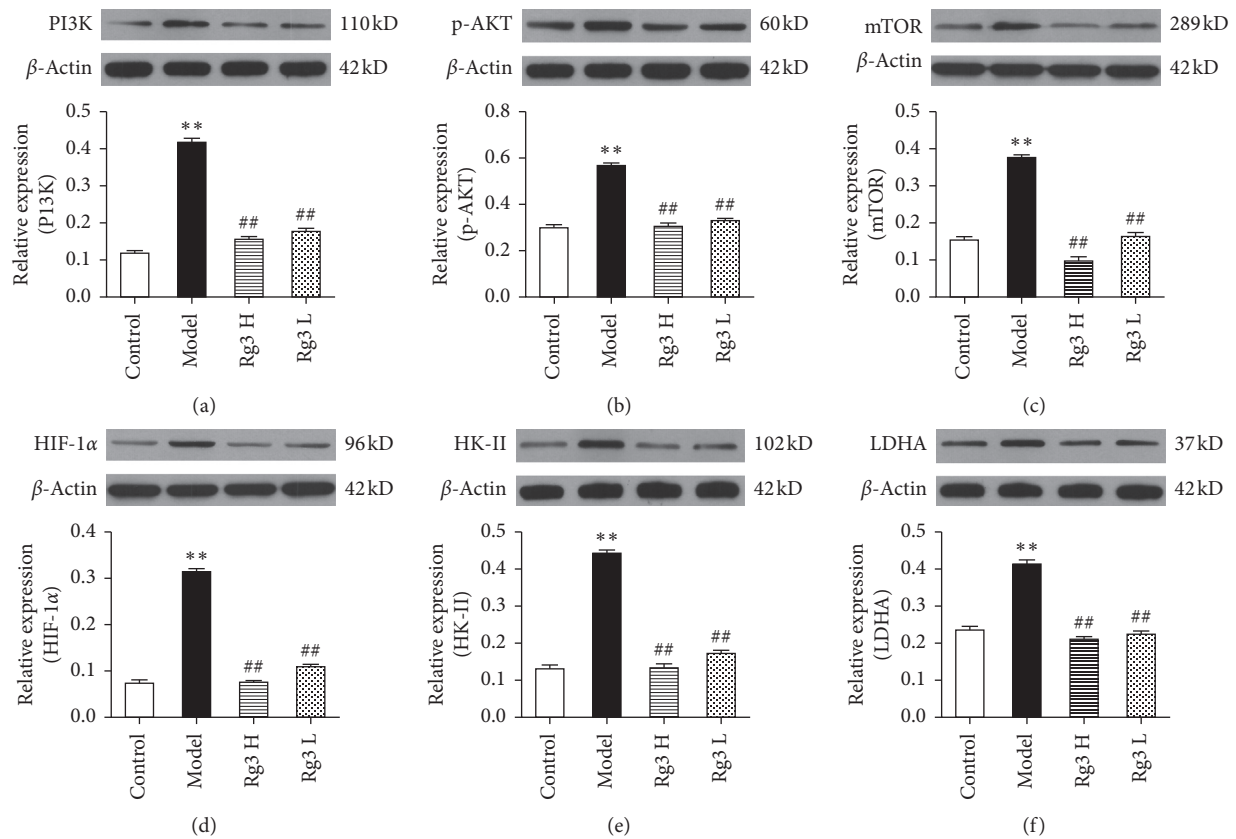 PI3K 110 kD
β-Actin 42 kD
0.5
**
0.4
0.3
0.2
## ##
0.1
0.0
Relative expression
(P13K)
Control
Model
Rg3 H
Rg3 L
(a)
p-AKT 60 kD
β-Actin 42 kD
0.8
**
0.6
0.4
## ##
0.2
0.0
Relative expression
(p-AKT)
Control
Model
Rg3 H
Rg3 L
(b)
mTOR 289 kD
β-Actin 42 kD
0.5
**
0.4
0.3
0.2
## ##
0.1
0.0
Relative expression
(mTOR)
Control
Model
Rg3 H
Rg3 L
(c)
HIF-1α 96 kD
β-Actin 42 kD
0.4
**
0.3
0.2
## ##
0.1
0.0
Relative expression
(HIF-1α)
Control
Model
Rg3 H
Rg3 L
(d)
HK-II 102 kD
β-Actin 42 kD
0.5
**
0.4
0.3
0.2
## ##
0.1
0.0
Relative expression
(HK-II)
Control
Model
Rg3 H
Rg3 L
(e)
LDHA 37 kD
β-Actin 42 kD
0.5
**
0.4
0.3
## ##
0.2
0.1
0.0
Relative expression
(LDHA)
Control
Model
Rg3 H
Rg3 L
(f)